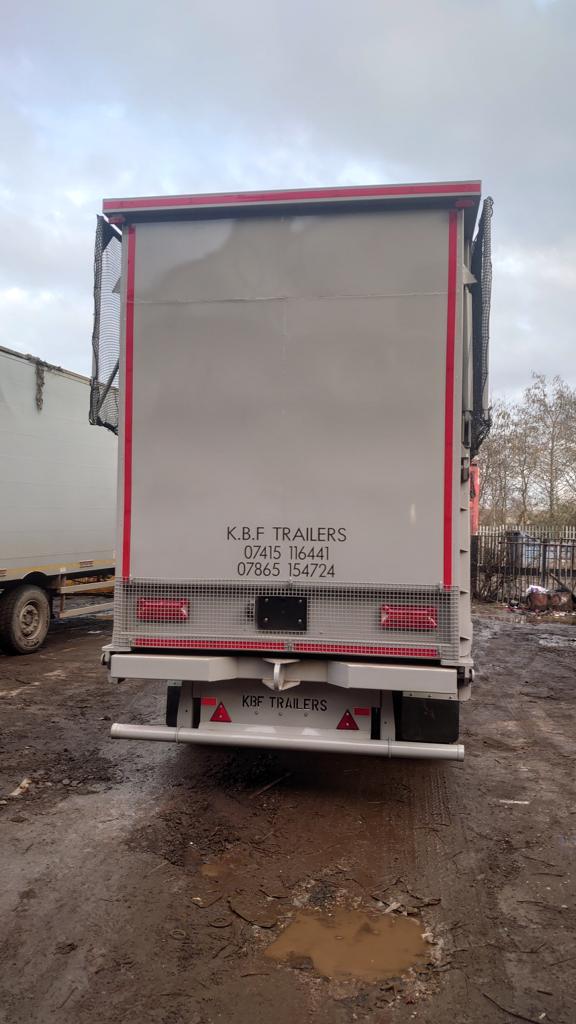 K.B.F TRAILERS
07415 116441
07865 154724
KBF TRAILERS